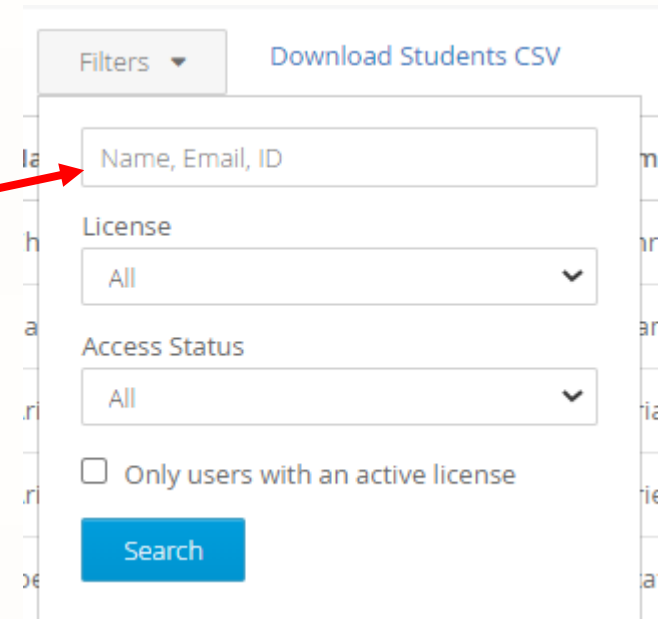 Filters
Download Students CSV
Name, Email, ID
License
All
Access Status
All
Only users with an active license
Search